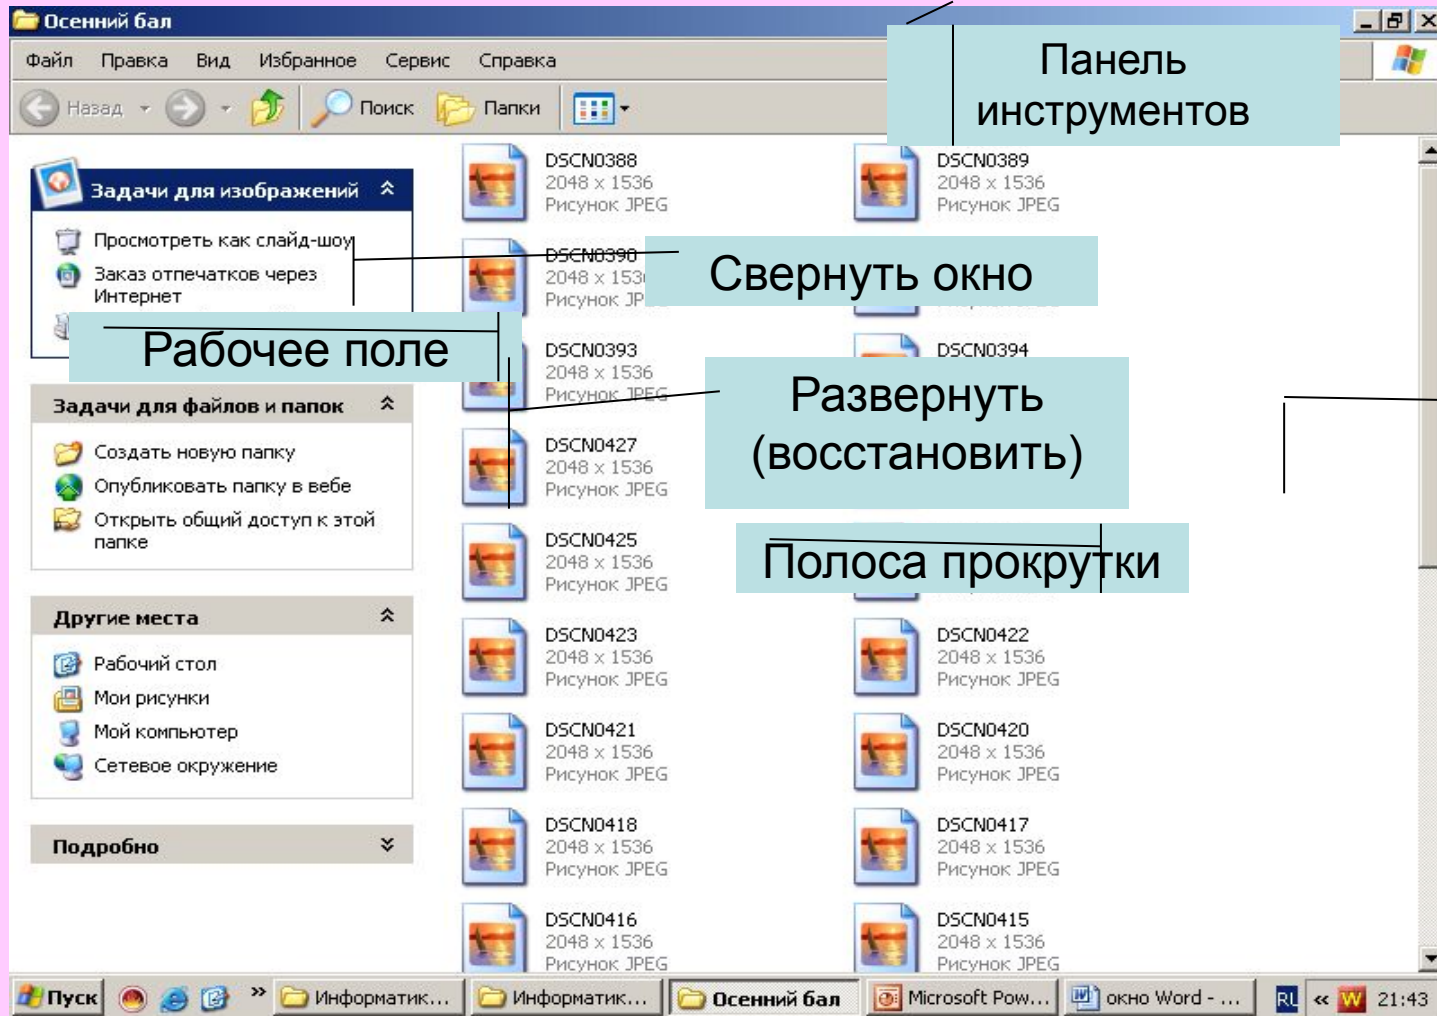 Осенний бал
Файл Правка Вид Избранное Сервис Справка
Панель
инструментов
Назад Поиск Папки
Задачи для изображений
Просмотреть как слайд-шоу
Заказ отпечатков через
Интернет
Задачи для файлов и папок
Создать новую папку
Опубликовать папку в вебе
Открыть общий доступ к этой
папке
Другие места
Рабочий стол
Мои рисунки
Мой компьютер
Сетевое окружение
Подробно
DSCN0388
2048 x 1536
Рисунок JPEG
DSCN0389
2048 x 1536
Рисунок JPEG
DSCN0390
2048 x
Рисунок
Свернуть окно
Рабочее поле
DSCN0393
2048 x 1536
Рисунок JPEG
DSCN0394
Развернуть
(восстановить)
DSCN0427
2048 x 1536
Рисунок JPEG
DSCN0425
2048 x 1536
Рисунок JPEG
Полоса прокрутки
DSCN0423
2048 x 1536
Рисунок JPEG
DSCN0422
2048 x 1536
Рисунок JPEG
DSCN0421
2048 x 1536
Рисунок JPEG
DSCN0420
2048 x 1536
Рисунок JPEG
DSCN0418
2048 x 1536
Рисунок JPEG
DSCN0417
2048 x 1536
Рисунок JPEG
DSCN0416
2048 x 1536
Рисунок JPEG
DSCN0415
2048 x 1536
Рисунок JPEG
Пуск » Информатик... Информатик... Осенний бал Microsoft Pow... окно Word - ... RU « W 21:43